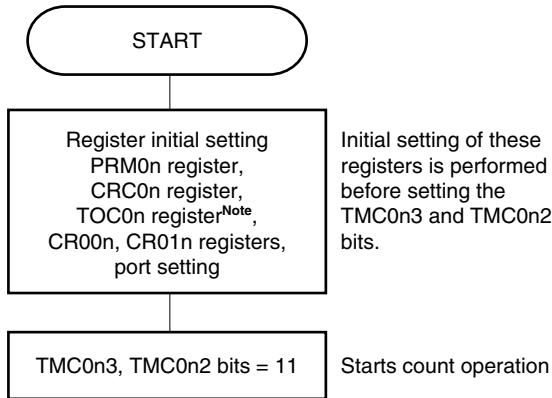 START
Register initial setting
PRM0n register,
CRC0n register,
TOC0n registerNote,
CR00n, CR01n registers,
port setting
Initial setting of these
registers is performed
before setting the
TMC0n3 and TMC0n2
bits.
TMC0n3, TMC0n2 bits = 11
Starts count operation